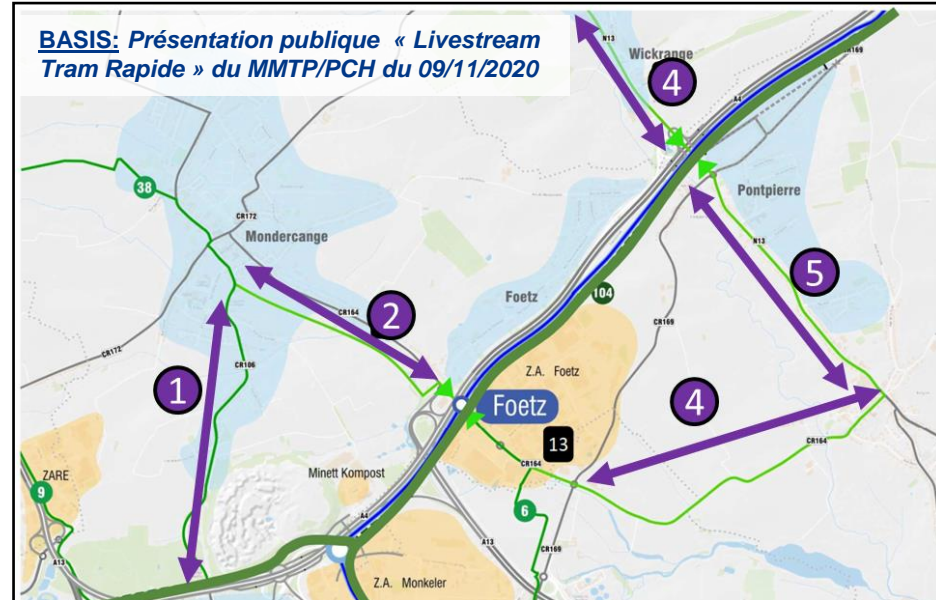 BASIS: Présentation publique « Livestream
Tram Rapide » du MMTP/PCH du 09/11/2020
N13
Wickrange
4
N169
A4
38
CR172
Mondercange
Pontpierre
N13
5
Foetz
104
CR164
2
CR169
CR172
CR106
1
Z.A. Foetz
4
Foetz
13
CR164
CR164
Minett Kompost
ZARE
9
6
A4
A13
CR169
A13
Z.A. Monkeler